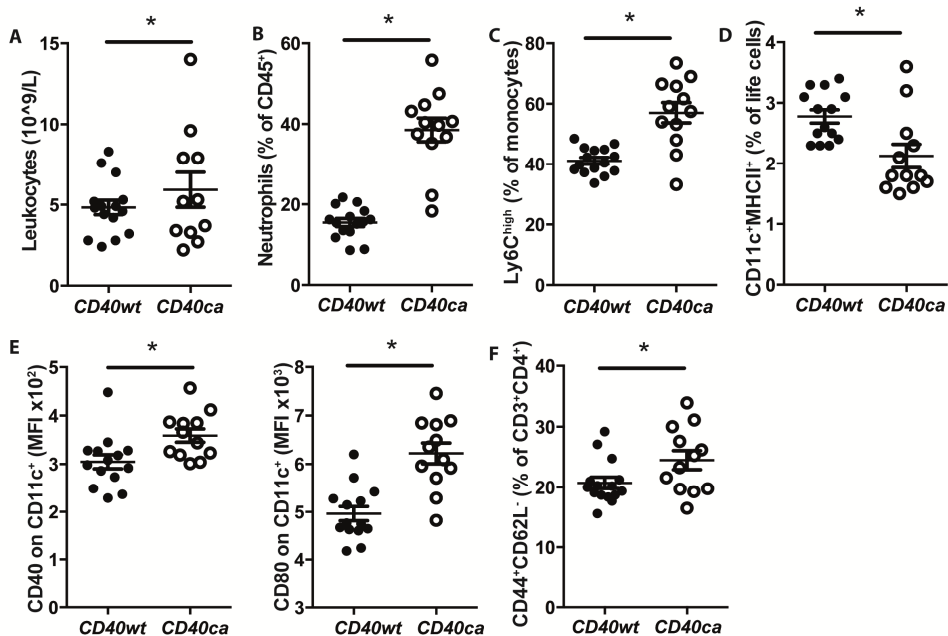 A
*
Leukocytes (10^9/L)
15
10
5
0
CD40wt
CD40ca
B
*
Neutrophils (% of CD45⁺)
60
40
20
0
CD40wt
CD40ca
C
*
Ly6Cʰⁱᵍʰ (% of monocytes)
80
60
40
20
0
CD40wt
CD40ca
D
*
CD11c⁺MHCII⁺ (% of life cells)
4
3
2
1
0
CD40wt
CD40ca
E
*
CD40 on CD11c⁺ (MFI x10²)
5
4
3
2
1
0
CD40wt
CD40ca
*
CD80 on CD11c⁺ (MFI x10³)
8
7
6
5
4
3
CD40wt
CD40ca
F
*
CD44⁺CD62L⁻ (% of CD3⁺CD4⁺)
40
30
20
10
0
CD40wt
CD40ca